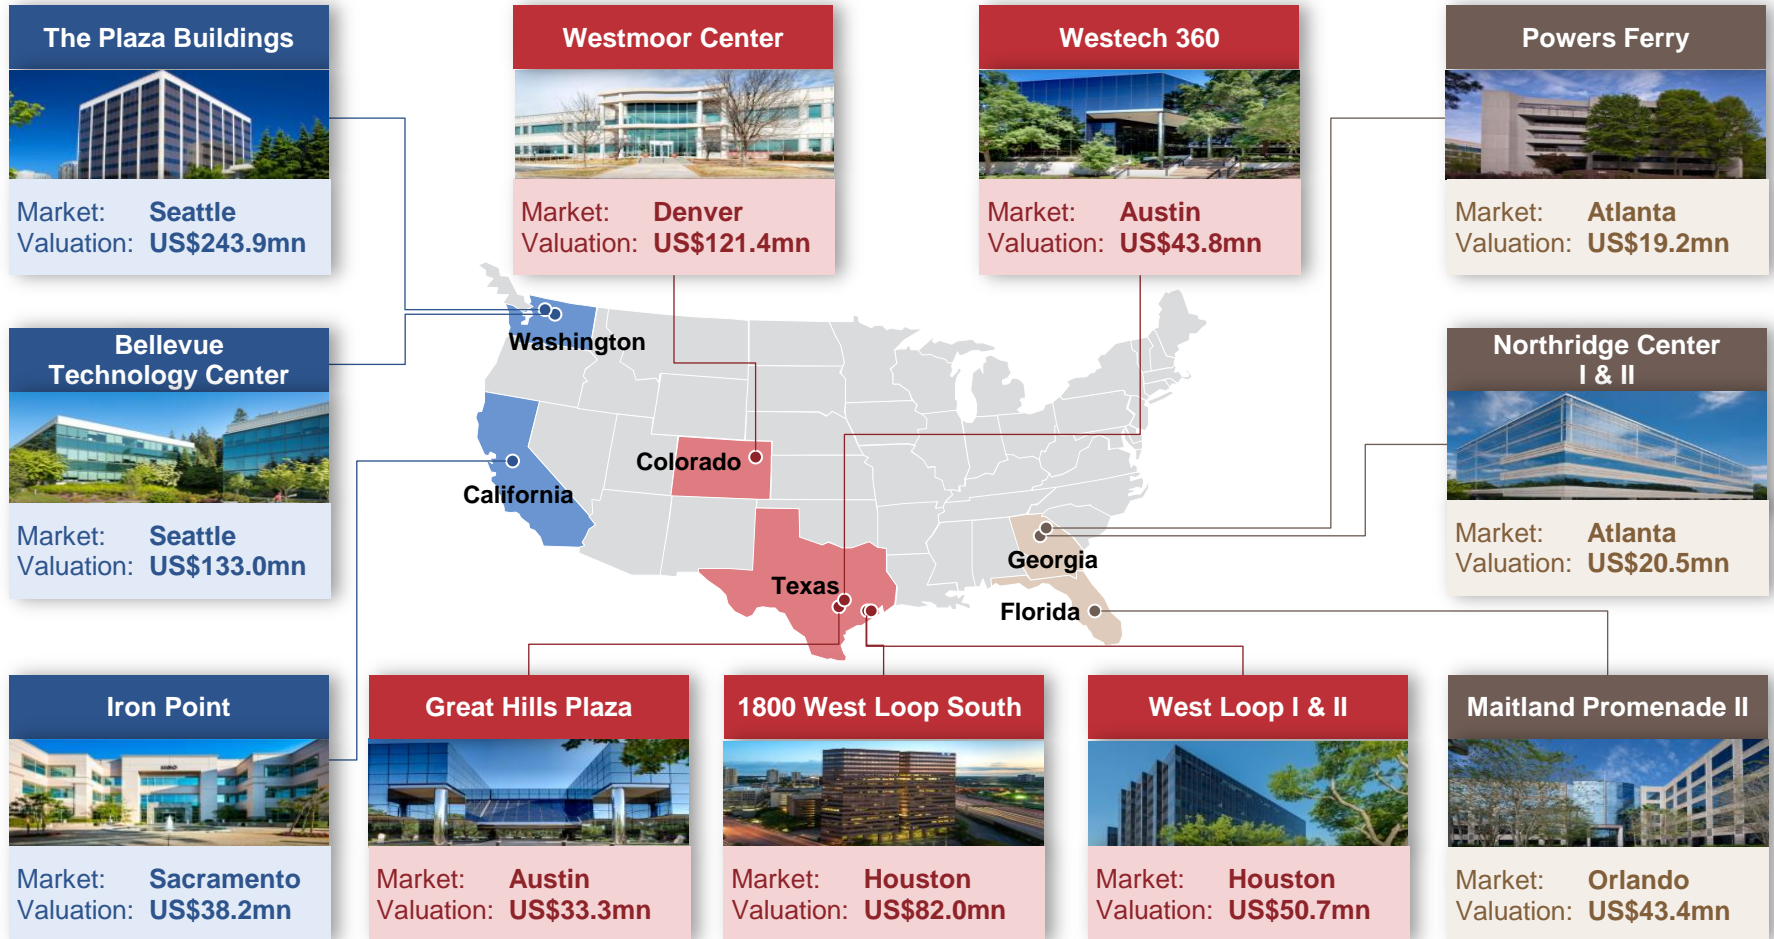 The Plaza Buildings
Market: Seattle
Valuation: US$243.9mn
Westmoor Center
Market: Denver
Valuation: US$121.4mn
Westech 360
Market: Austin
Valuation: US$43.8mn
Powers Ferry
Market: Atlanta
Valuation: US$19.2mn
Bellevue
Technology Center
Market: Seattle
Valuation: US$133.0mn
Washington
Colorado
California
Texas
Georgia
Florida
Northridge Center
I & II
Market: Atlanta
Valuation: US$20.5mn
Iron Point
Market: Sacramento
Valuation: US$38.2mn
Great Hills Plaza
Market: Austin
Valuation: US$33.3mn
1800 West Loop South
Market: Houston
Valuation: US$82.0mn
West Loop I & II
Market: Houston
Valuation: US$50.7mn
Maitland Promenade II
Market: Orlando
Valuation: US$43.4mn